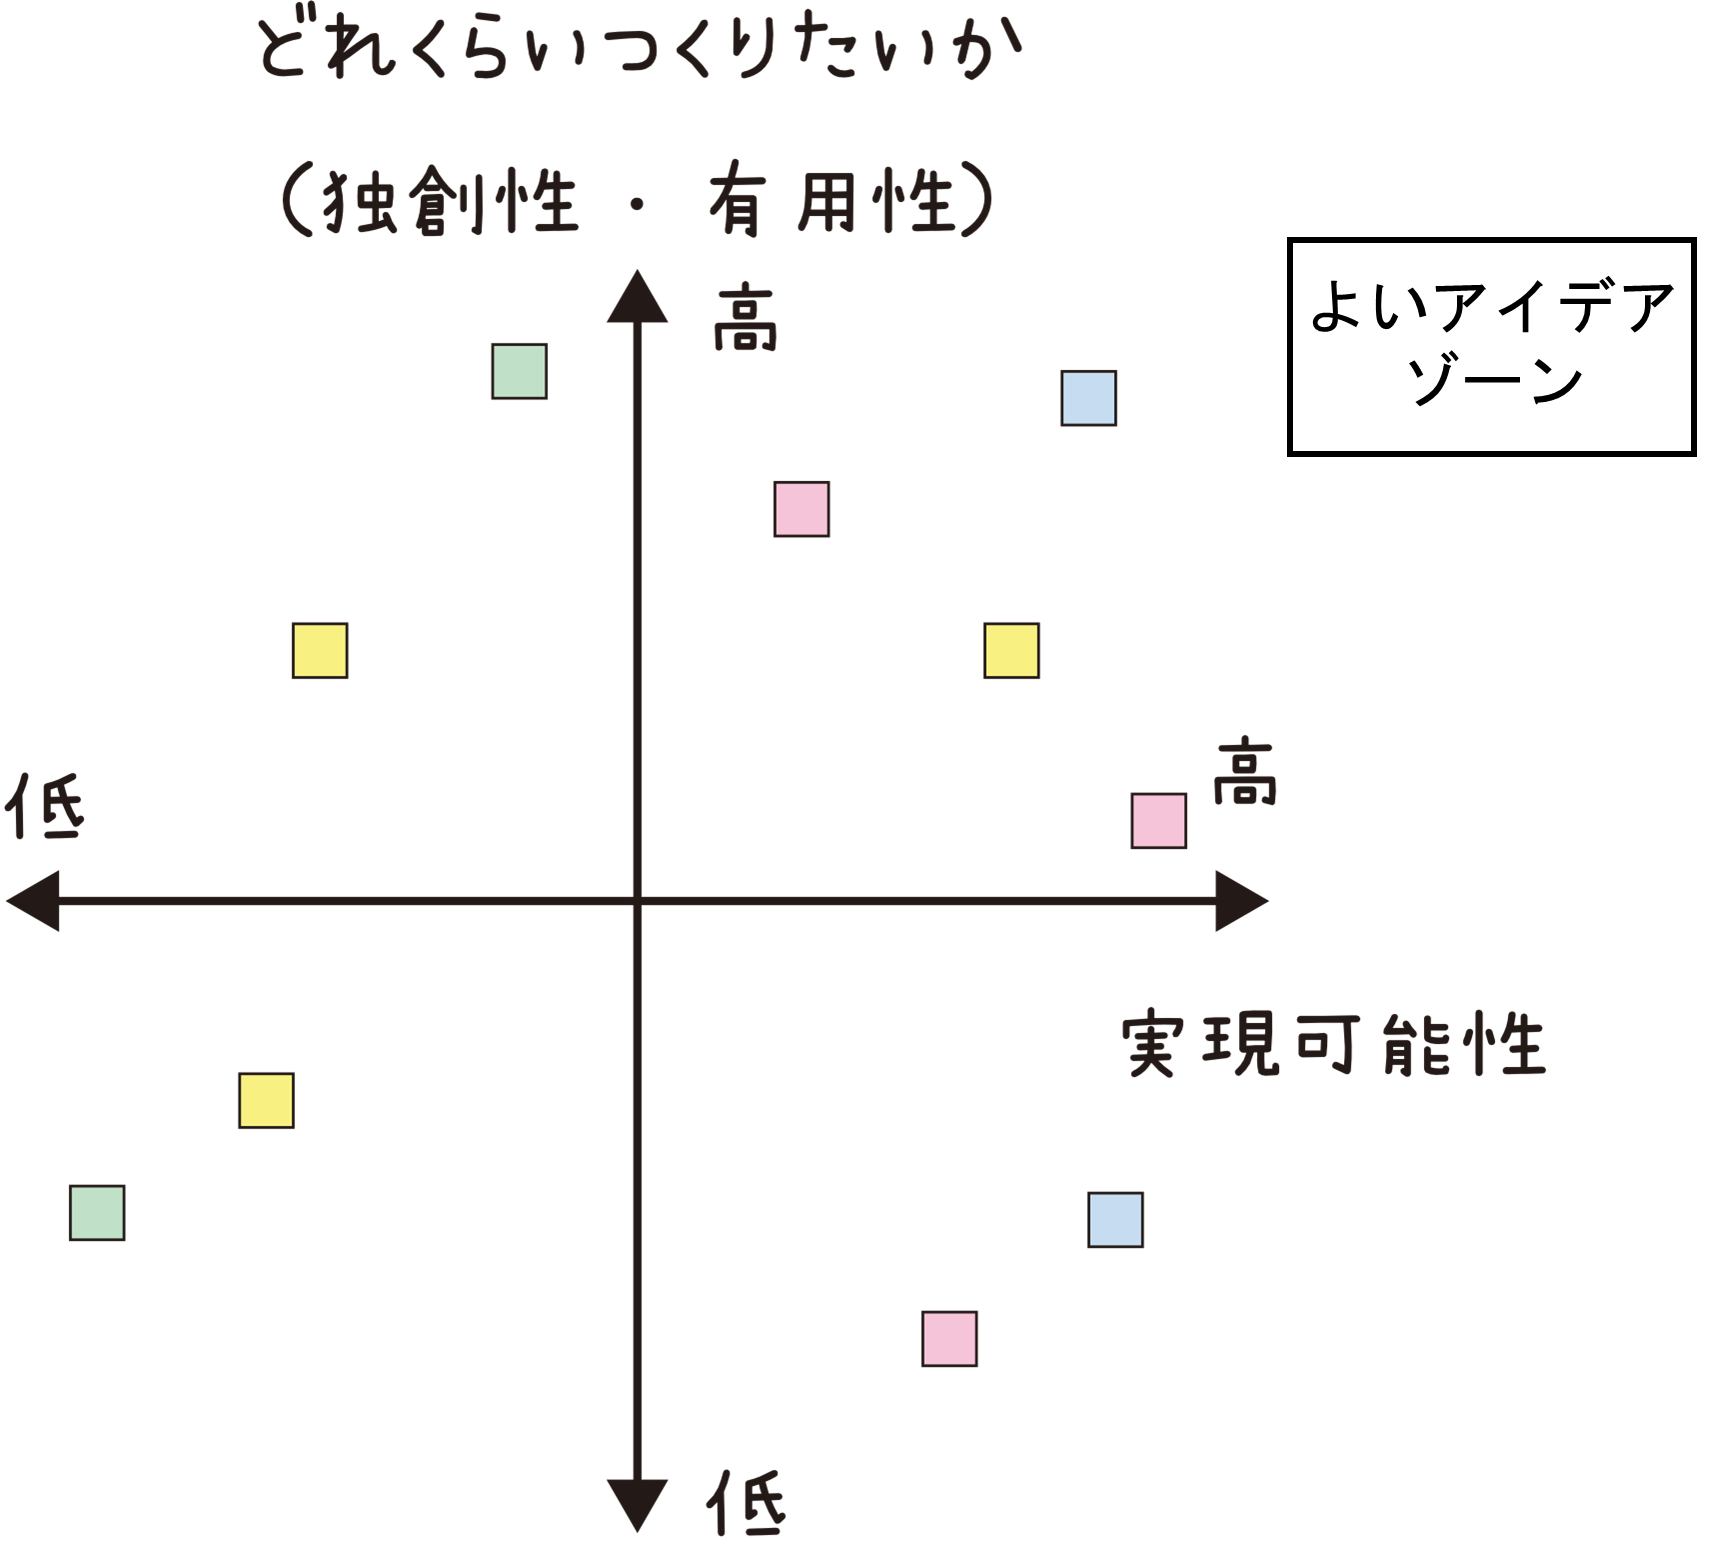 どれくらいつくりたいか
（独創性・有用性）
高
よいアイデア
ゾーン
低
高
実現可能性
低